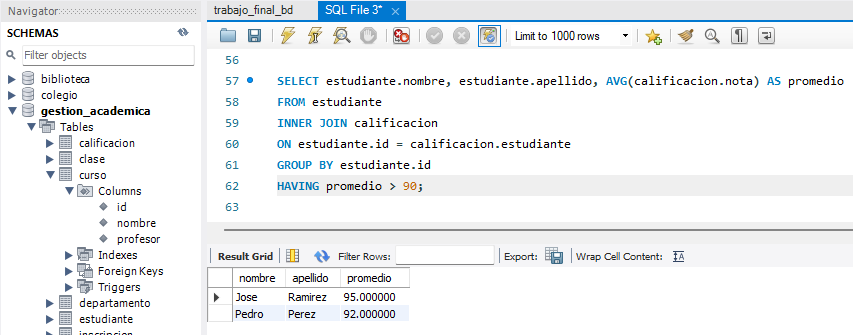 Navigator
trabajo_final_bd
SQL File 3*
SCHEMAS
Limit to 1000 rows
Filter objects
biblioteca
colegio
gestion_academica
Tables
calificacion
clase
curso
Columns
id
nombre
profesor
Indexes
Foreign Keys
Triggers
departamento
estudiante
inscripcion
56
57 SELECT estudiante.nombre, estudiante.apellido, AVG(calificacion.nota) AS promedio
58 FROM estudiante
59 INNER JOIN calificacion
60 ON estudiante.id = calificacion.estudiante
61 GROUP BY estudiante.id
62 HAVING promedio > 90;
63
Result Grid Filter Rows: Export: Wrap Cell Content:
nombre apellido promedio
Jose Ramirez 95.000000
Pedro Perez 92.000000